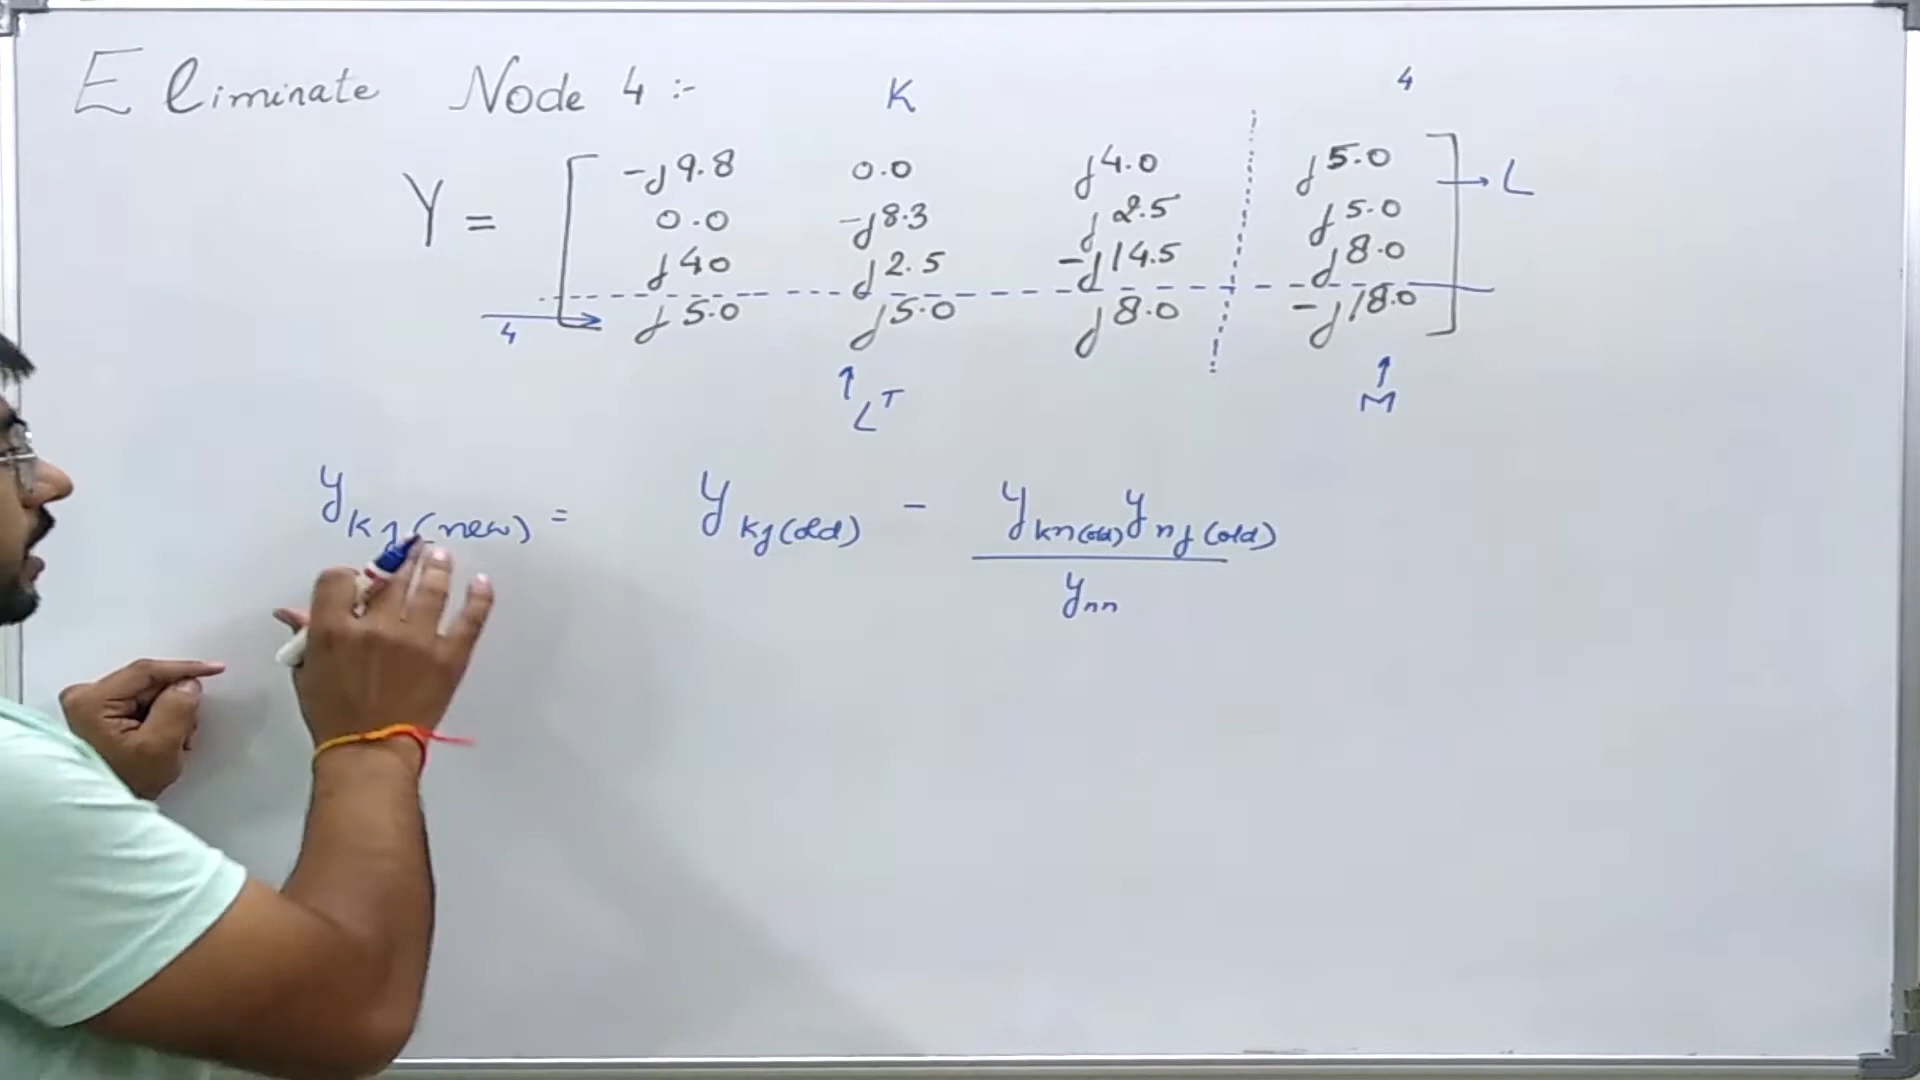 Eliminate Node 4 :-
K 4
Y = [ -j9.8 0.0 j4.0 j5.0 ] → L
0.0 -j8.3 j2.5 j5.0
j40 j2.5 -j14.5 j8.0
4 → j5.0 j5.0 j8.0 -j18.0
↑ L^T ↑ M
y_kj(new) = y_kj(old) - y_kn(old) y_nj(old)
y_nn